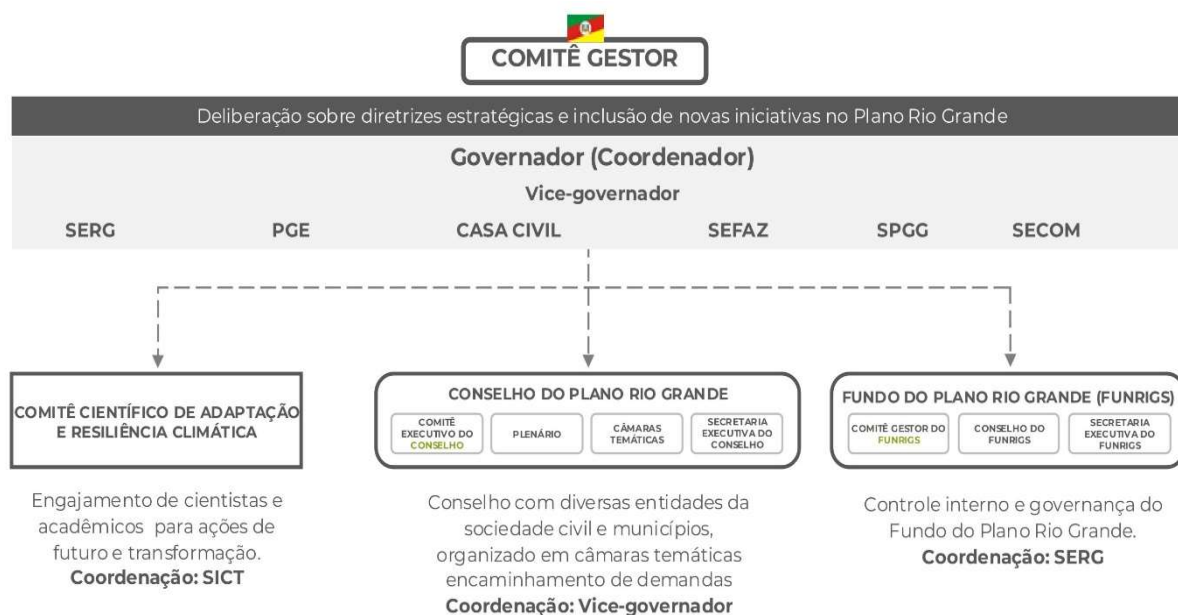 COMITÊ GESTOR
Deliberação sobre diretrizes estratégicas e inclusão de novas iniciativas no Plano Rio Grande
Governador (Coordenador)
Vice-governador
SERG PGE CASA CIVIL SEFAZ SPGG SECOM
COMITÊ CIENTÍFICO DE ADAPTAÇÃO
E RESILIÊNCIA CLIMÁTICA
Engajamento de cientistas e
acadêmicos para ações de
futuro e transformação.
Coordenação: SICT
CONSELHO DO PLANO RIO GRANDE
COMITÊ
EXECUTIVO DO
CONSELHO
PLENÁRIO
CÂMARAS
TEMÁTICAS
SECRETARIA
EXECUTIVA DO
CONSELHO
Conselho com diversas entidades da
sociedade civil e municípios,
organizado em câmaras temáticas
encaminhamento de demandas
Coordenação: Vice-governador
FUNDO DO PLANO RIO GRANDE (FUNRIGS)
COMITÊ GESTOR DO
FUNRIGS
CONSELHO DO
FUNRIGS
SECRETARIA
EXECUTIVA DO
FUNRIGS
Controle interno e governança do
Fundo do Plano Rio Grande.
Coordenação: SERG